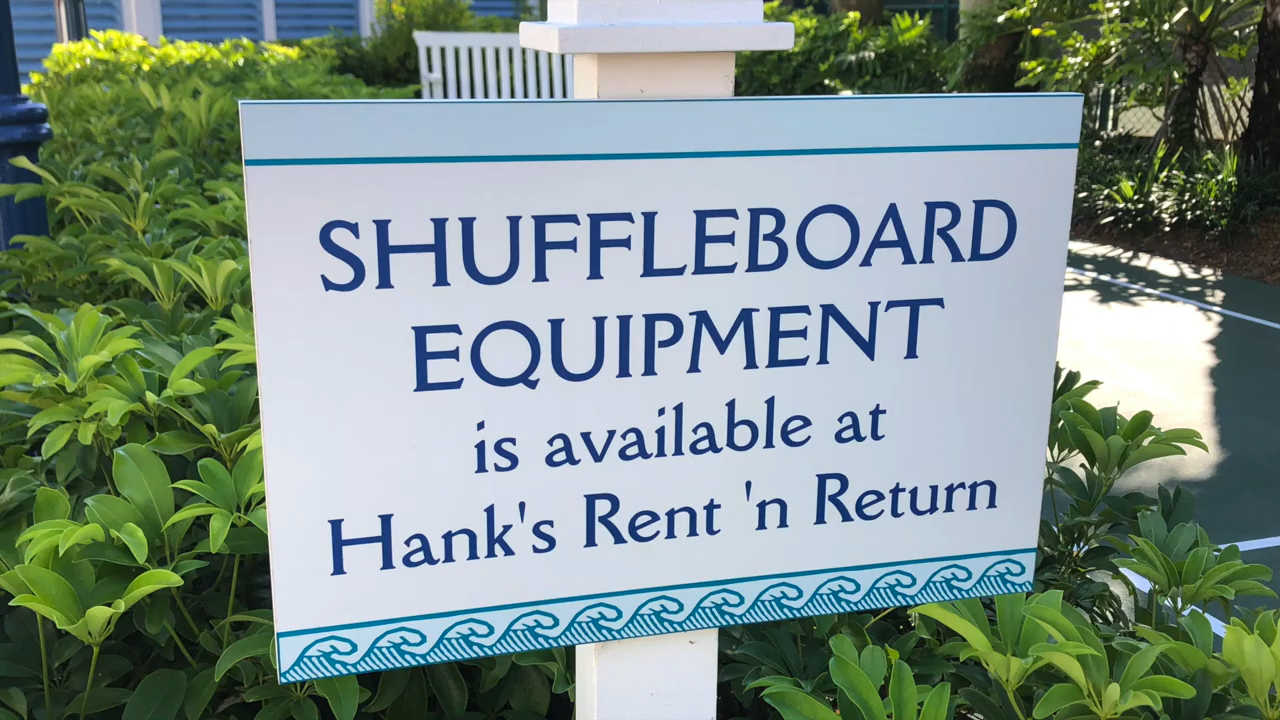 SHUFFLEBOARD
EQUIPMENT
is available at
Hank's Rent 'n Return